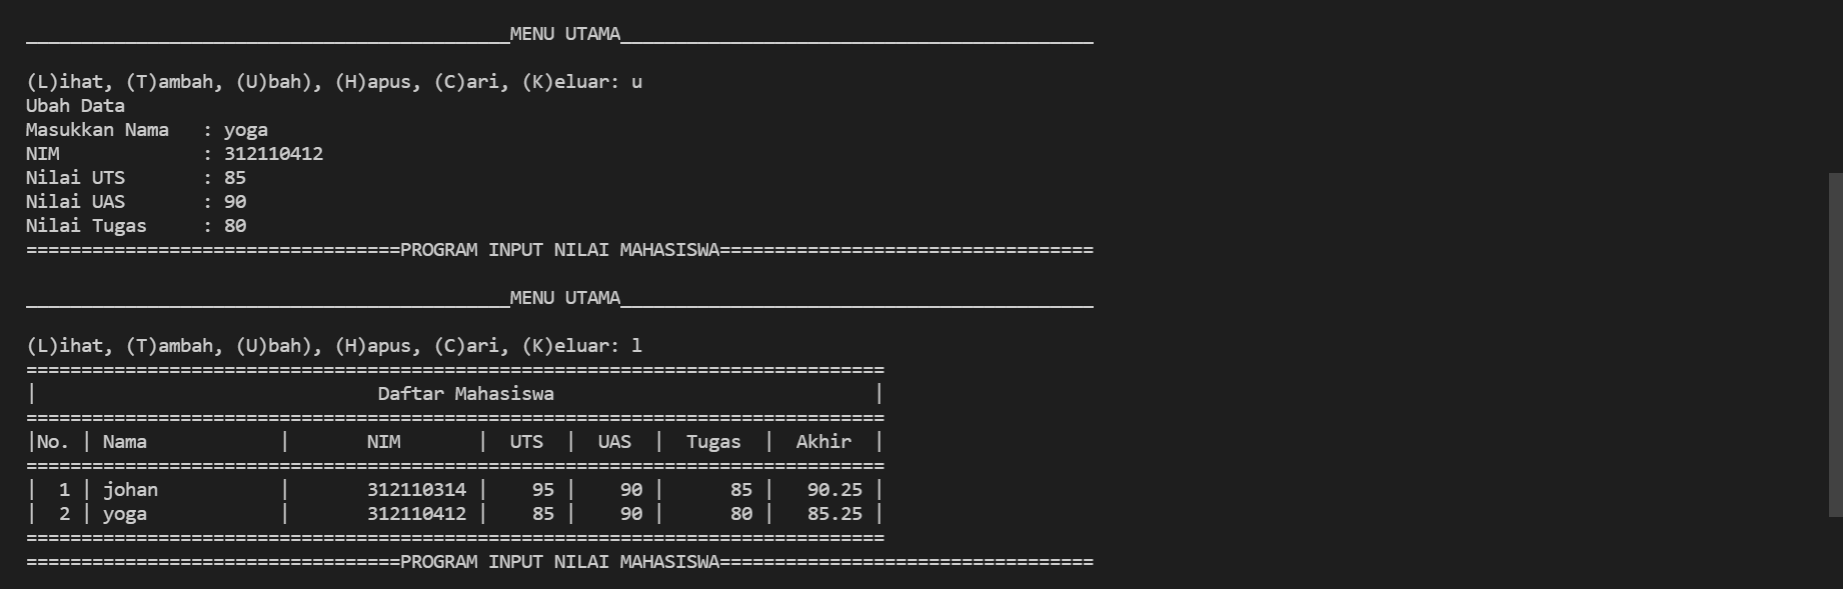 ____________________________________________MENU UTAMA___________________________________________
(L)ihat, (T)ambah, (U)bah), (H)apus, (C)ari, (K)eluar: u
Ubah Data
Masukkan Nama   : yoga
NIM             : 312110412
Nilai UTS       : 85
Nilai UAS       : 90
Nilai Tugas     : 80
==================================PROGRAM INPUT NILAI MAHASISWA==================================
____________________________________________MENU UTAMA___________________________________________
(L)ihat, (T)ambah, (U)bah), (H)apus, (C)ari, (K)eluar: l
==============================================================================
|                               Daftar Mahasiswa                             |
==============================================================================
|No. | Nama            |       NIM       |  UTS  |  UAS  |  Tugas  |  Akhir  |
==============================================================================
|  1 | johan           |       312110314 |    95 |    90 |      85 |   90.25 |
|  2 | yoga            |       312110412 |    85 |    90 |      80 |   85.25 |
==============================================================================
==================================PROGRAM INPUT NILAI MAHASISWA==================================